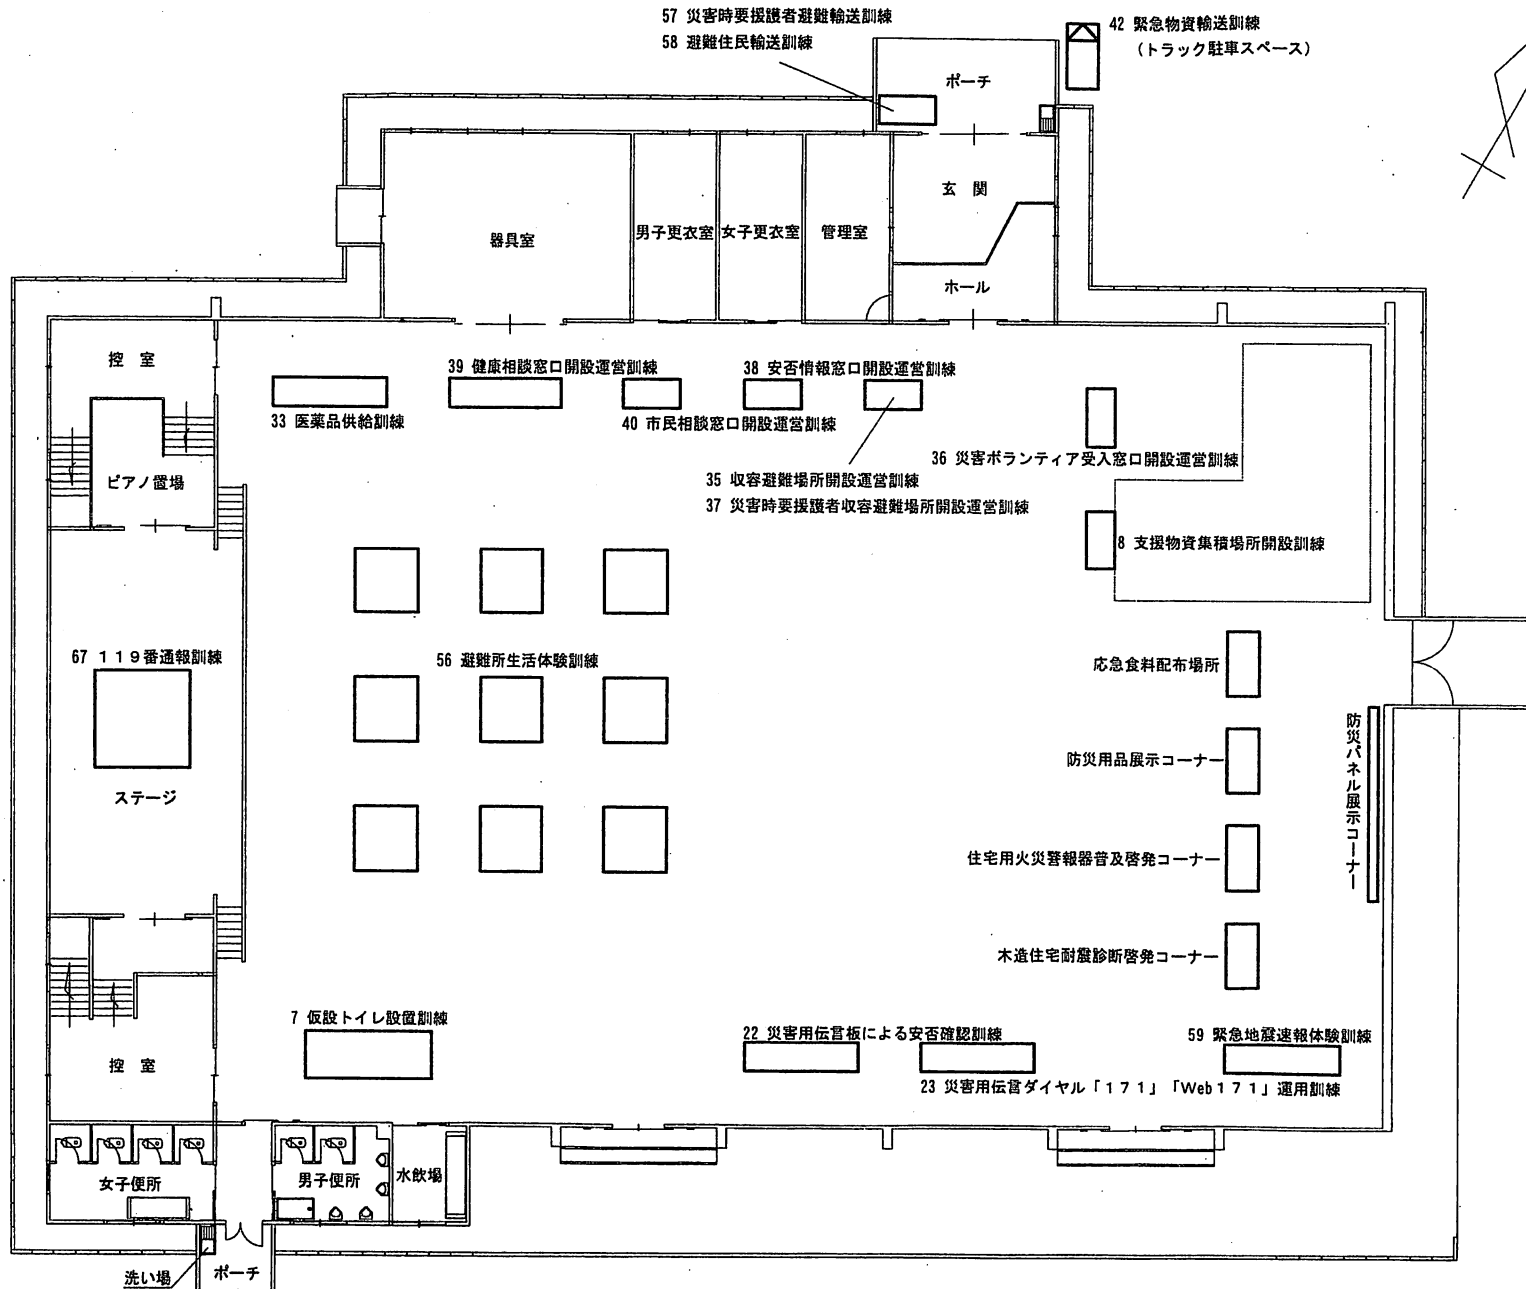 57 災害時要援護者避難輸送訓練
58 避難住民輸送訓練
42 緊急物資輸送訓練
（トラック駐車スペース）
ポーチ
玄　関
器具室
男子更衣室
女子更衣室
管理室
ホール
控　室
39 健康相談窓口開設運営訓練
38 安否情報窓口開設運営訓練
33 医薬品供給訓練
40 市民相談窓口開設運営訓練
36 災害ボランティア受入窓口開設運営訓練
ピアノ置場
35 収容避難場所開設運営訓練
37 災害時要援護者収容避難場所開設運営訓練
8 支援物資集積場所開設訓練
67 １１９番通報訓練
56 避難所生活体験訓練
応急食料配布場所
防災用品展示コーナー
防災パネル展示コーナー
ステージ
住宅用火災警報器普及啓発コーナー
木造住宅耐震診断啓発コーナー
7 仮設トイレ設置訓練
22 災害用伝言板による安否確認訓練
59 緊急地震速報体験訓練
控　室
23 災害用伝言ダイヤル「１７１」「Web１７１」運用訓練
女子便所
男子便所
水飲場
洗い場
ポーチ